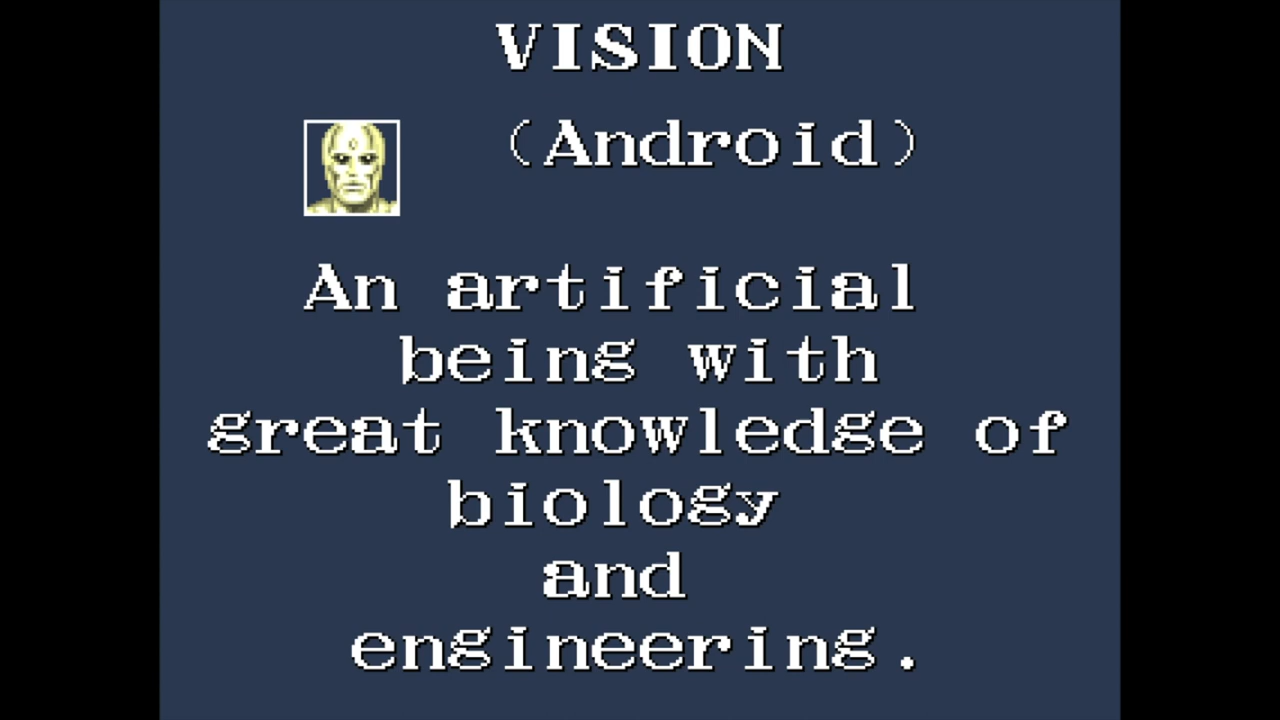 VISION
(Android)
An artificial
being with
great knowledge of
biology
and
engineering.